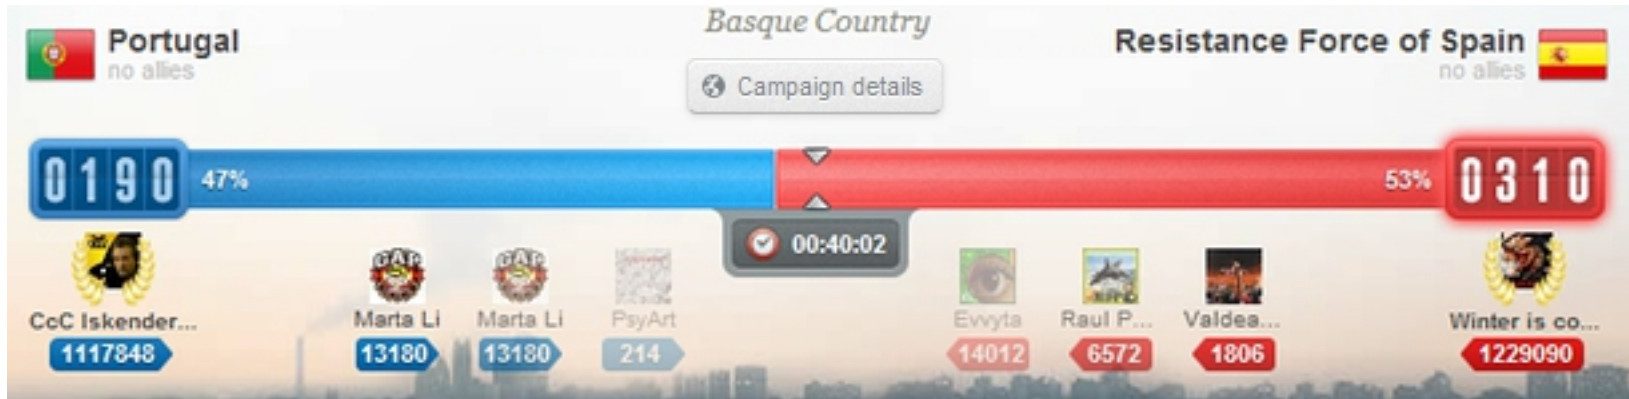 Basque Country
Portugal
no allies
Resistance Force of Spain
no allies
Campaign details
0190
47%
53%
0310
00:40:02
CcC Iskender...
Marta Li
Marta Li
PsyArt
Evvyta
Raul P...
Valdea...
Winter is co...
1117848
13180
13180
214
14012
6572
1806
1229090